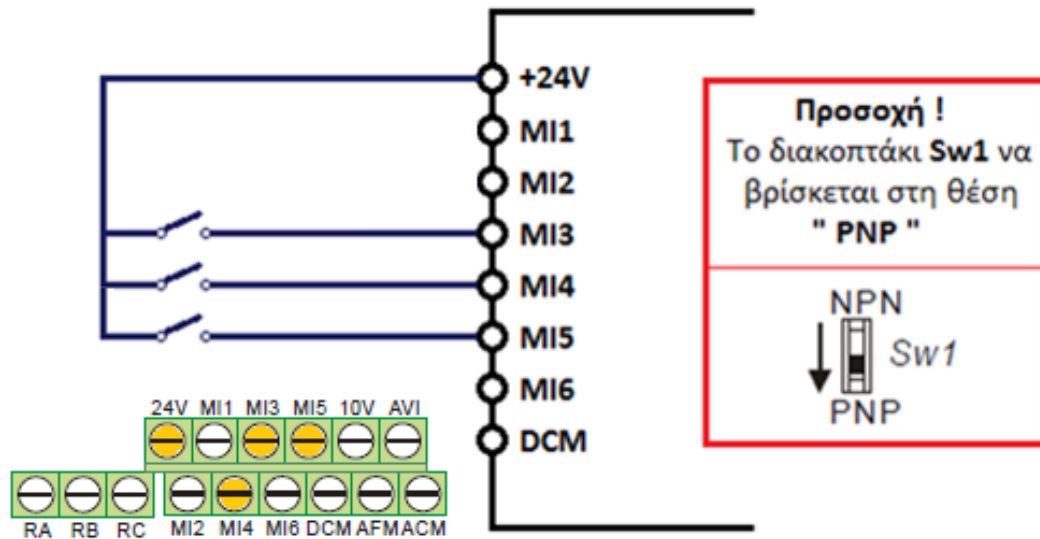 +24V
MI1
MI2
MI3
MI4
MI5
MI6
DCM
Προσοχή !
Το διακοπτάκι Sw1 να
βρίσκεται στη θέση
" PNP "
NPN
Sw1
PNP
24V MI1 MI3 MI5 10V AVI
RA RB RC MI2 MI4 MI6 DCM AFM ACM